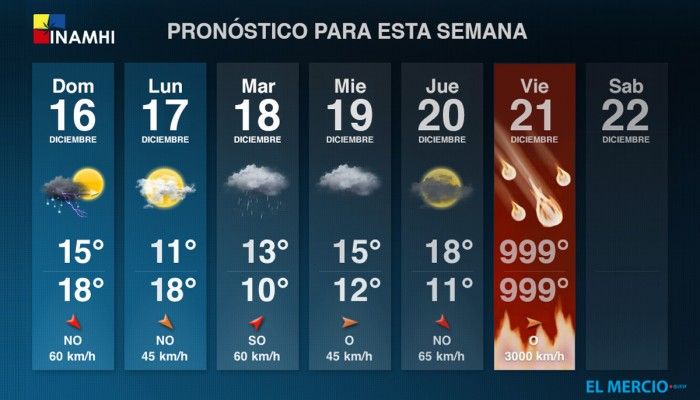 INAMHI
PRONÓSTICO PARA ESTA SEMANA
Dom
16
DICIEMBRE
15°
18°
NO
60 km/h
Lun
17
DICIEMBRE
11°
18°
NO
45 km/h
Mar
18
DICIEMBRE
13°
10°
SO
60 km/h
Mie
19
DICIEMBRE
15°
12°
O
45 km/h
Jue
20
DICIEMBRE
18°
11°
NO
65 km/h
Vie
21
DICIEMBRE
999°
999°
O
3000 km/h
Sab
22
DICIEMBRE
EL MERCIO